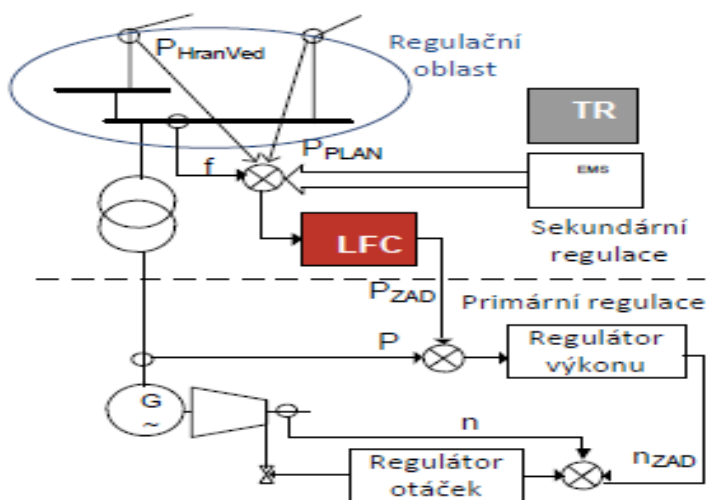 P_HranVed
Regulační
oblast
TR
P_PLAN
f
EMS
LFC
Sekundární
regulace
P_ZAD
Primární regulace
P
Regulátor
výkonu
G
~
n
n_ZAD
Regulátor
otáček